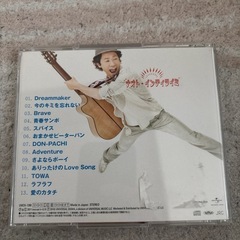 ナオト・インティライミ
01. Dreammaker
02. 今のキミを忘れない
03. Brave
04. 青春サンボ
05. スパイス
06. おまかせピーターパン
07. DON-PACHI
08. Adventure
09. さよならボーイ
10. ありったけのLove Song
11. TOWA
12. ラフラフ
13. 愛のカタチ